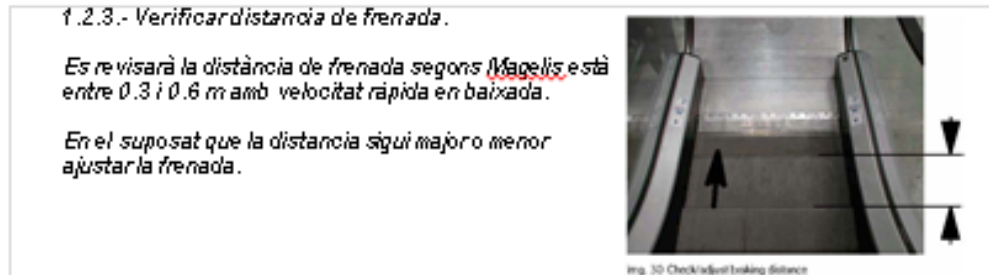 1.2.3.- Verificar distancia de frenada.
Es revisarà la distància de frenada segons Magelis està
entre 0.3 i 0.6 m amb velocitat ràpida en baixada.
En el suposat que la distancia sigui major o menor
ajustar la frenada.
img. 30 Check/adjust braking distance